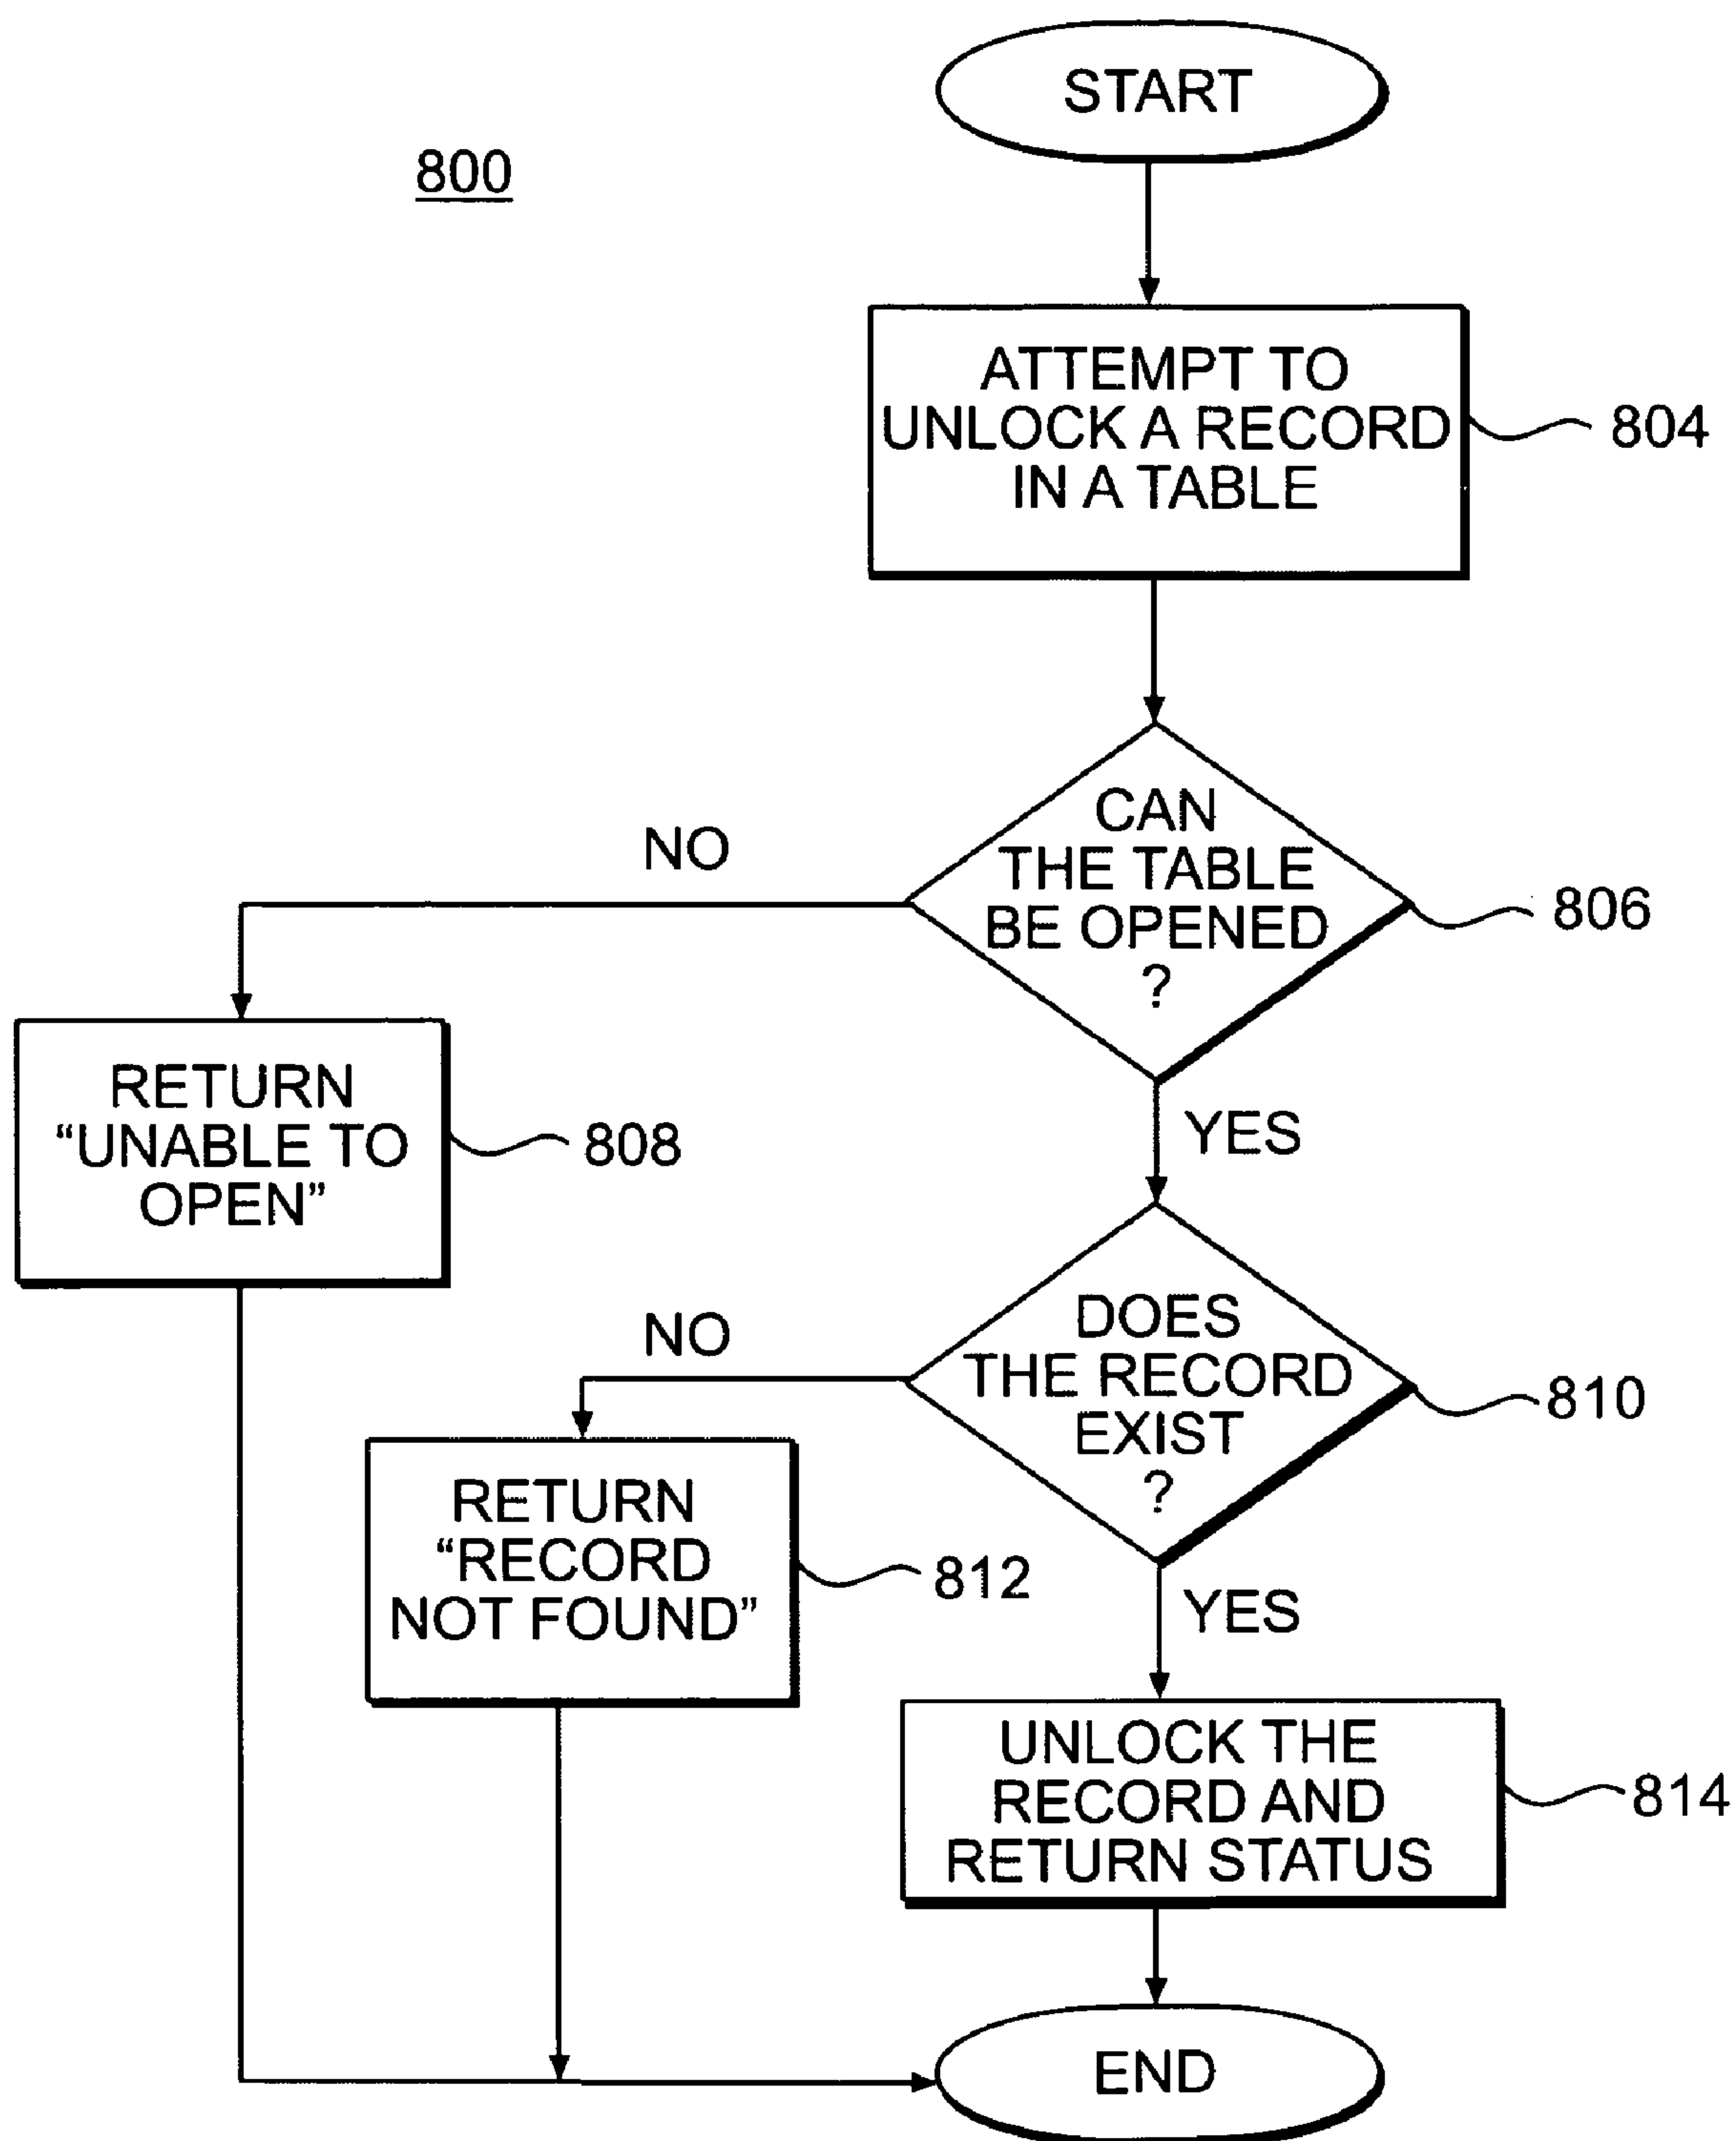 START
800
ATTEMPT TO
UNLOCK A RECORD
IN A TABLE
804
CAN
THE TABLE
BE OPENED
?
806
NO
RETURN
“UNABLE TO
OPEN”
808
YES
DOES
THE RECORD
EXIST
?
810
NO
RETURN
“RECORD
NOT FOUND”
812
YES
UNLOCK THE
RECORD AND
RETURN STATUS
814
END